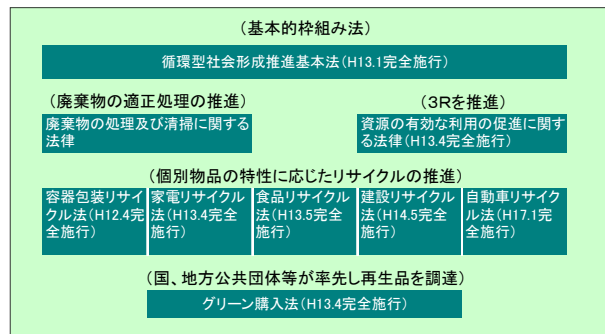 (基本的枠組み法)
循環型社会形成推進基本法(H13.1完全施行)
(廃棄物の適正処理の推進)
廃棄物の処理及び清掃に関する
法律
(3Rを推進)
資源の有効な利用の促進に関す
る法律(H13.4完全施行)
(個別物品の特性に応じたリサイクルの推進)
容器包装リサイ
クル法(H12.4完
全施行)
家電リサイクル
法(H13.4完全
施行)
食品リサイクル
法(H13.5完全
施行)
建設リサイクル
法(H14.5完全
施行)
自動車リサイク
ル法(H17.1完
全施行)
(国、地方公共団体等が率先し再生品を調達)
グリーン購入法(H13.4完全施行)